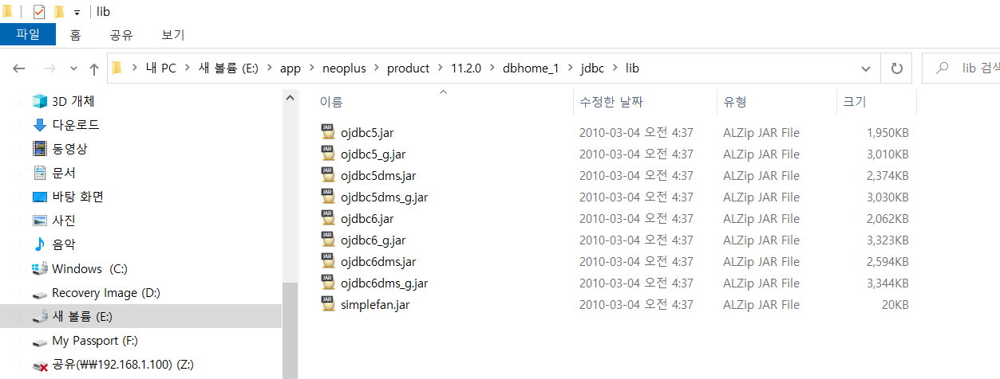 lib
파일 홈 공유 보기
내 PC > 새 볼륨 (E:) > app > neoplus > product > 11.2.0 > dbhome_1 > jdbc > lib lib 검색
이름 수정한 날짜 유형 크기
3D 개체
다운로드
동영상
문서
바탕 화면
사진
음악
Windows (C:)
Recovery Image (D:)
새 볼륨 (E:)
My Passport (F:)
공유(₩₩192.168.1.100) (Z:)
ojdbc5.jar 2010-03-04 오전 4:37 ALZip JAR File 1,950KB
ojdbc5_g.jar 2010-03-04 오전 4:37 ALZip JAR File 3,010KB
ojdbc5dms.jar 2010-03-04 오전 4:37 ALZip JAR File 2,374KB
ojdbc5dms_g.jar 2010-03-04 오전 4:37 ALZip JAR File 3,030KB
ojdbc6.jar 2010-03-04 오전 4:37 ALZip JAR File 2,062KB
ojdbc6_g.jar 2010-03-04 오전 4:37 ALZip JAR File 3,323KB
ojdbc6dms.jar 2010-03-04 오전 4:37 ALZip JAR File 2,594KB
ojdbc6dms_g.jar 2010-03-04 오전 4:37 ALZip JAR File 3,344KB
simplefan.jar 2010-03-04 오전 4:37 ALZip JAR File 20KB